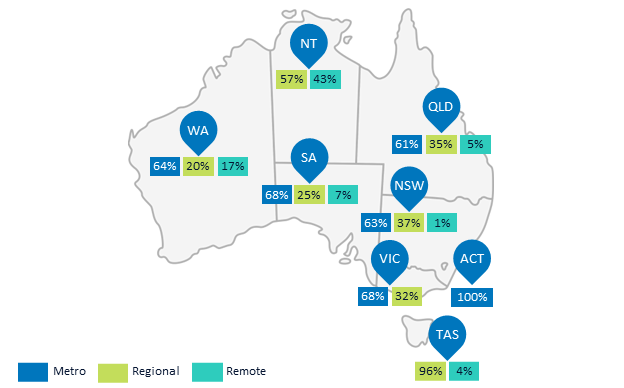 NT
57% 43%
QLD
61% 35% 5%
WA
64% 20% 17%
SA
68% 25% 7%
NSW
63% 37% 1%
VIC
68% 32%
ACT
100%
TAS
96% 4%
Metro Regional Remote